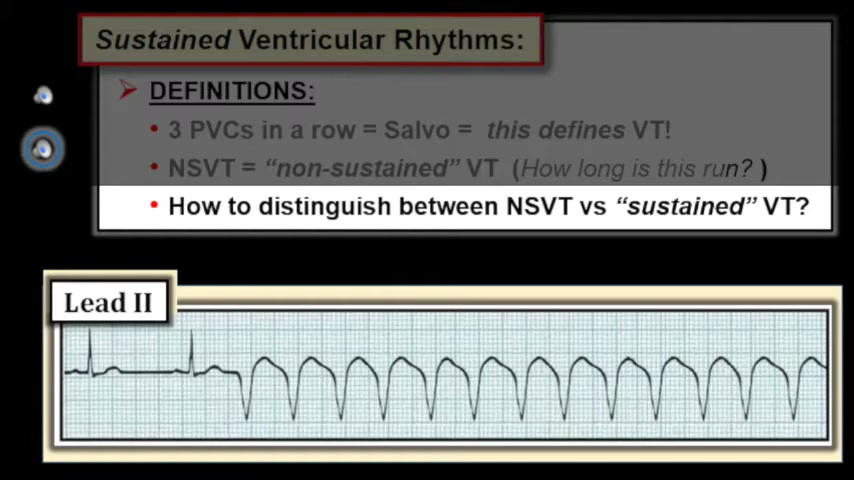 Sustained Ventricular Rhythms:
DEFINITIONS:
• 3 PVCs in a row = Salvo = this defines VT!
• NSVT = “non-sustained” VT (How long is this run? )
• How to distinguish between NSVT vs “sustained” VT?
Lead II